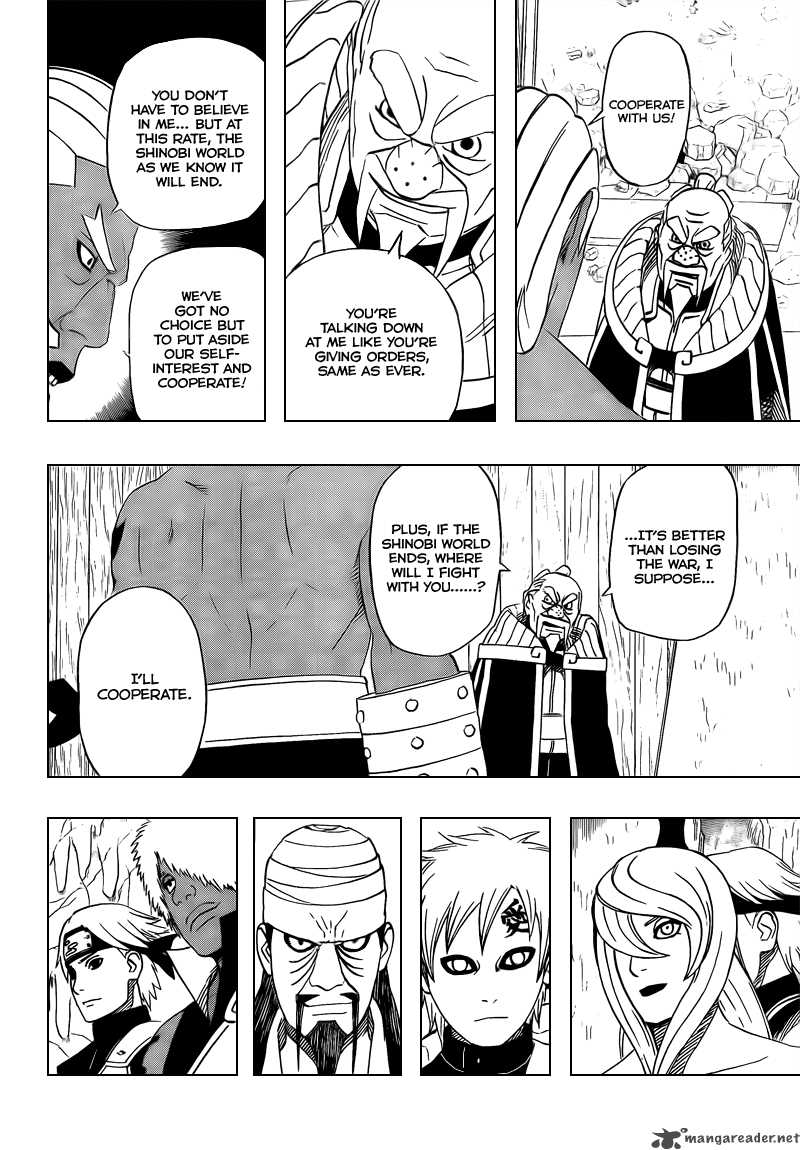 COOPERATE
WITH US!
YOU'RE
TALKING DOWN
AT ME LIKE YOU'RE
GIVING ORDERS,
SAME AS EVER.
YOU DON'T
HAVE TO BELIEVE
IN ME... BUT AT
THIS RATE, THE
SHINOBI WORLD
AS WE KNOW IT
WILL END.
WE'VE
GOT NO
CHOICE BUT
TO PUT ASIDE
OUR SELF-
INTEREST AND
COOPERATE!
...IT'S BETTER
THAN LOSING
THE WAR, I
SUPPOSE...
PLUS, IF THE
SHINOBI WORLD
ENDS, WHERE
WILL I FIGHT
WITH YOU......?
I'LL
COOPERATE.
愛
mangareader.net